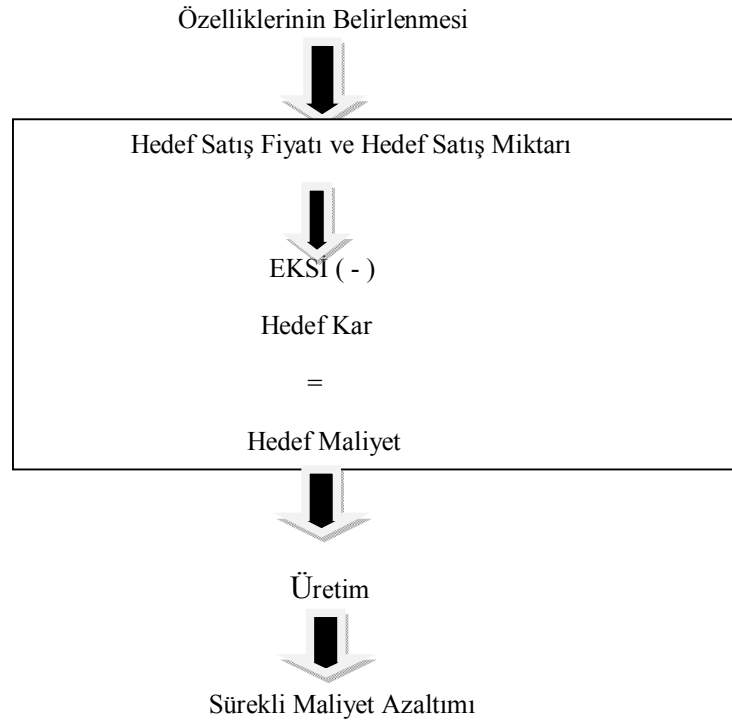 Özelliklerinin Belirlenmesi
Hedef Satış Fiyatı ve Hedef Satış Miktarı
EKSİ ( - )
Hedef Kar
=
Hedef Maliyet
Üretim
Sürekli Maliyet Azaltımı